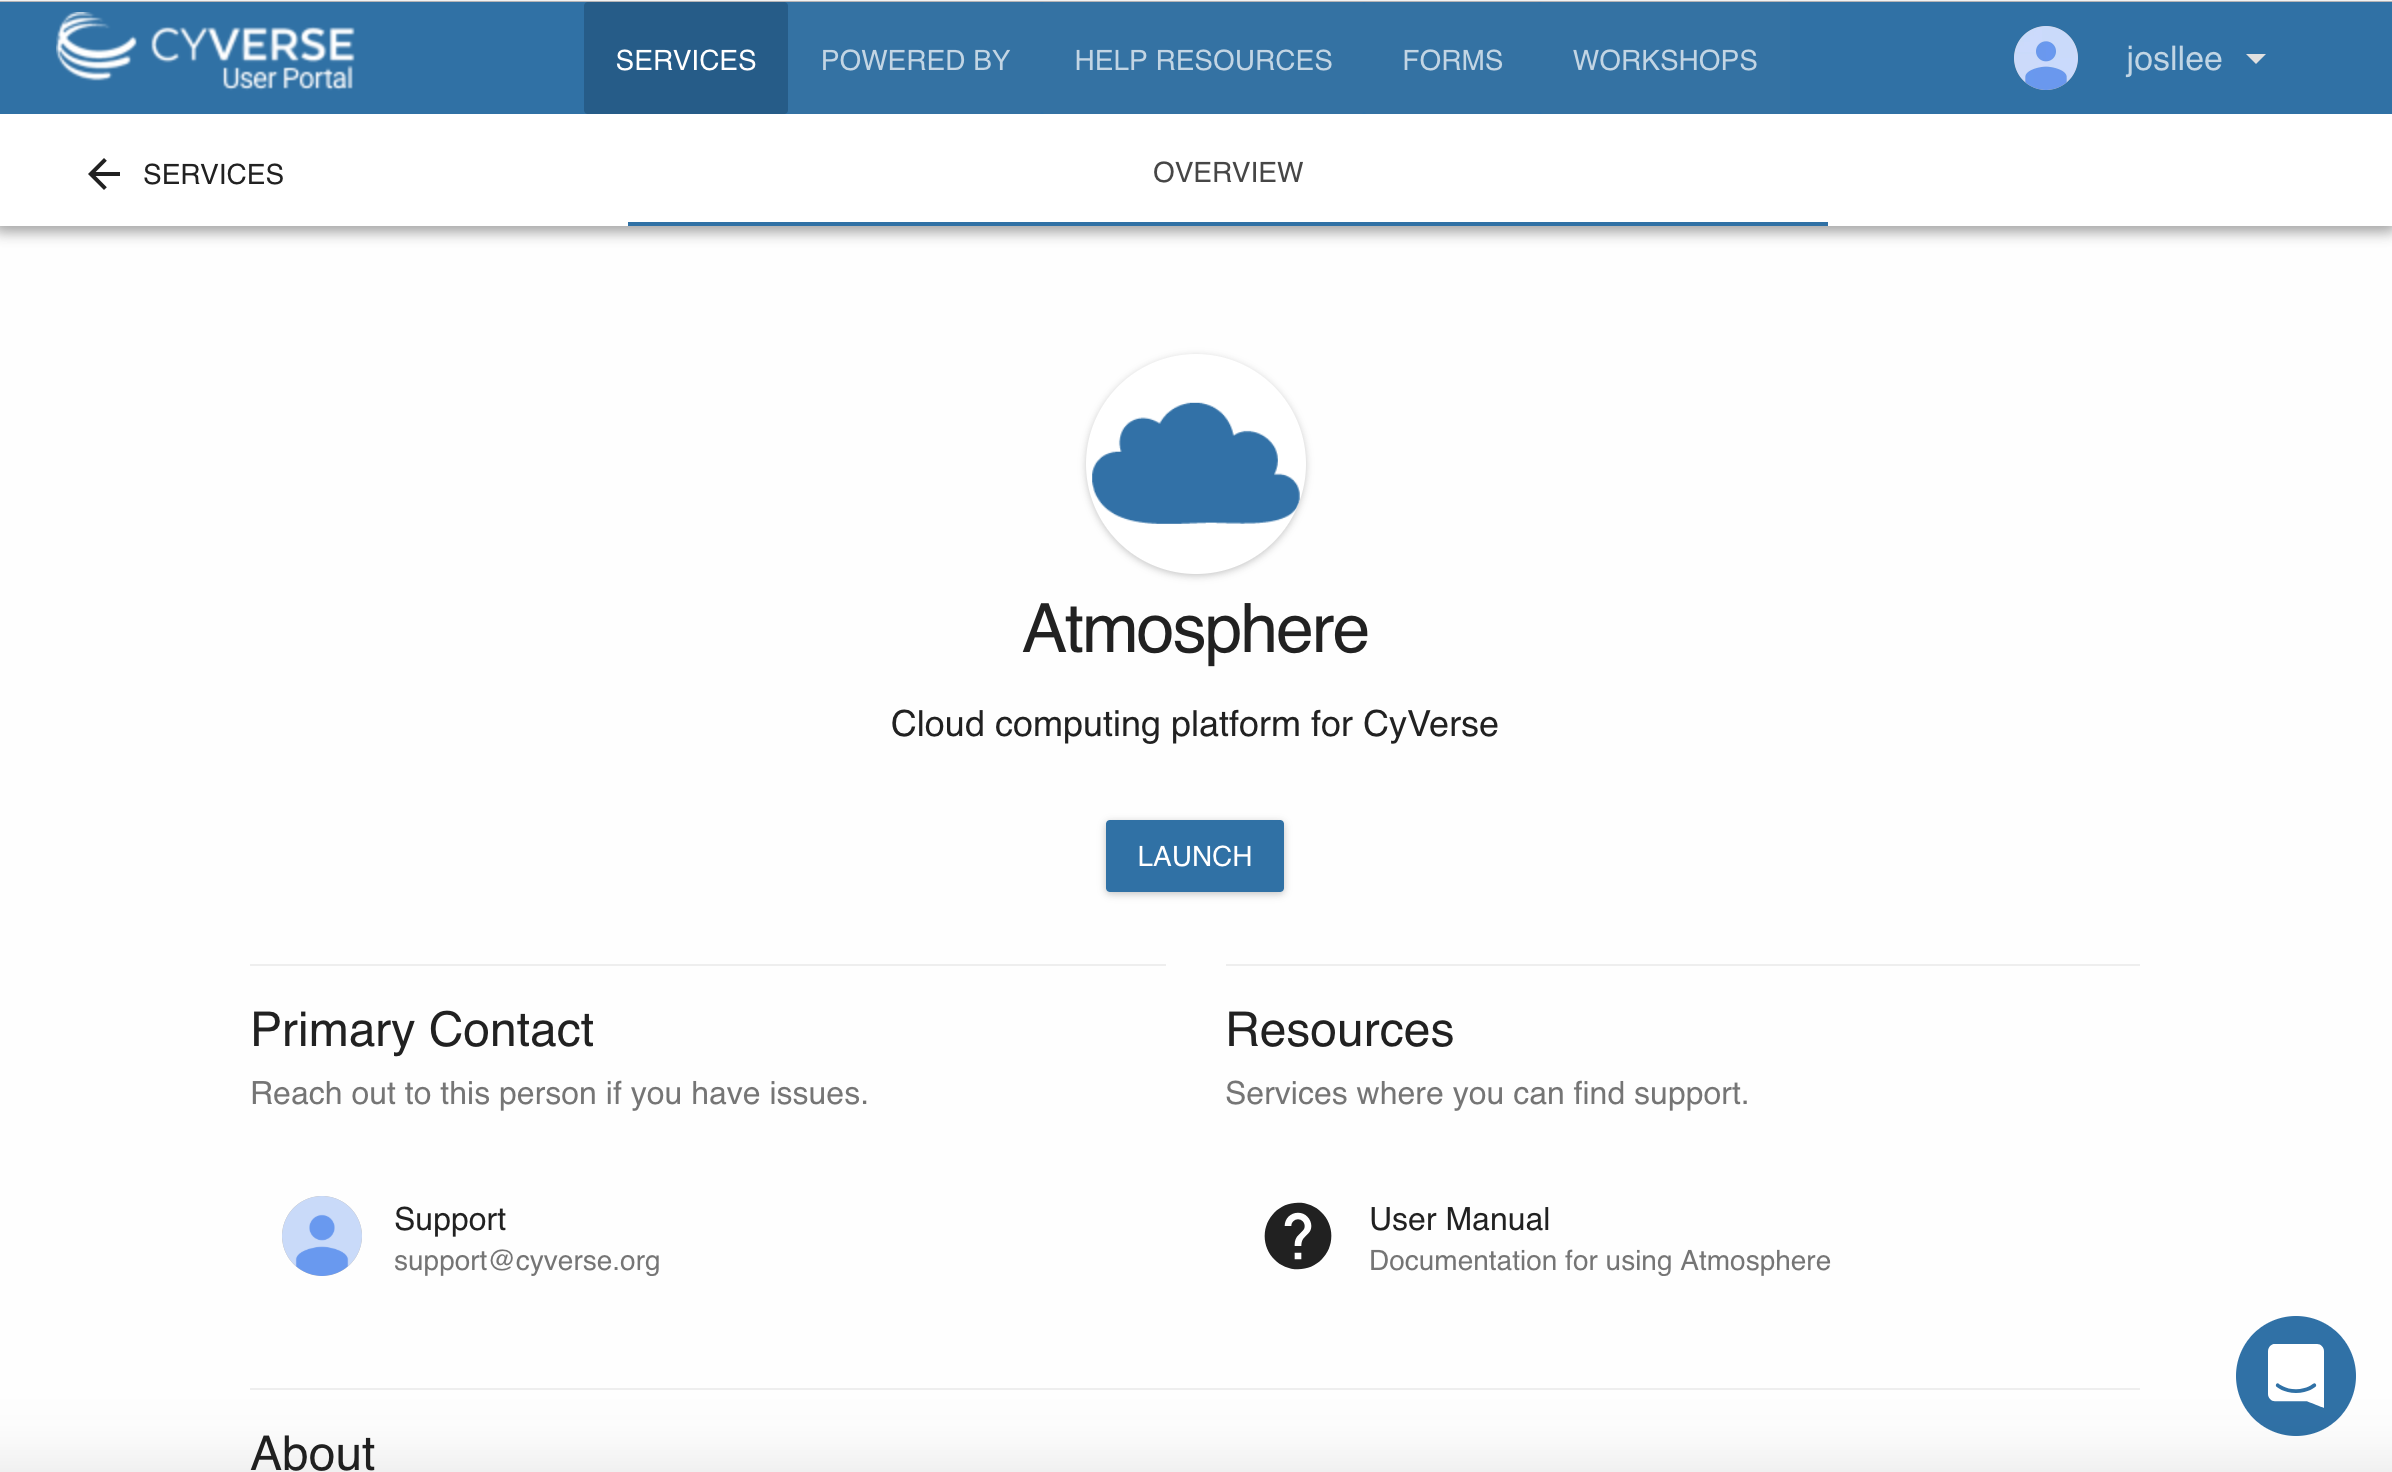 CYVERSE
User Portal
SERVICES
POWERED BY
HELP RESOURCES
FORMS
WORKSHOPS
josllee
SERVICES
OVERVIEW
Atmosphere
Cloud computing platform for CyVerse
LAUNCH
Primary Contact
Reach out to this person if you have issues.
Support
support@cyverse.org
Resources
Services where you can find support.
?
User Manual
Documentation for using Atmosphere
About